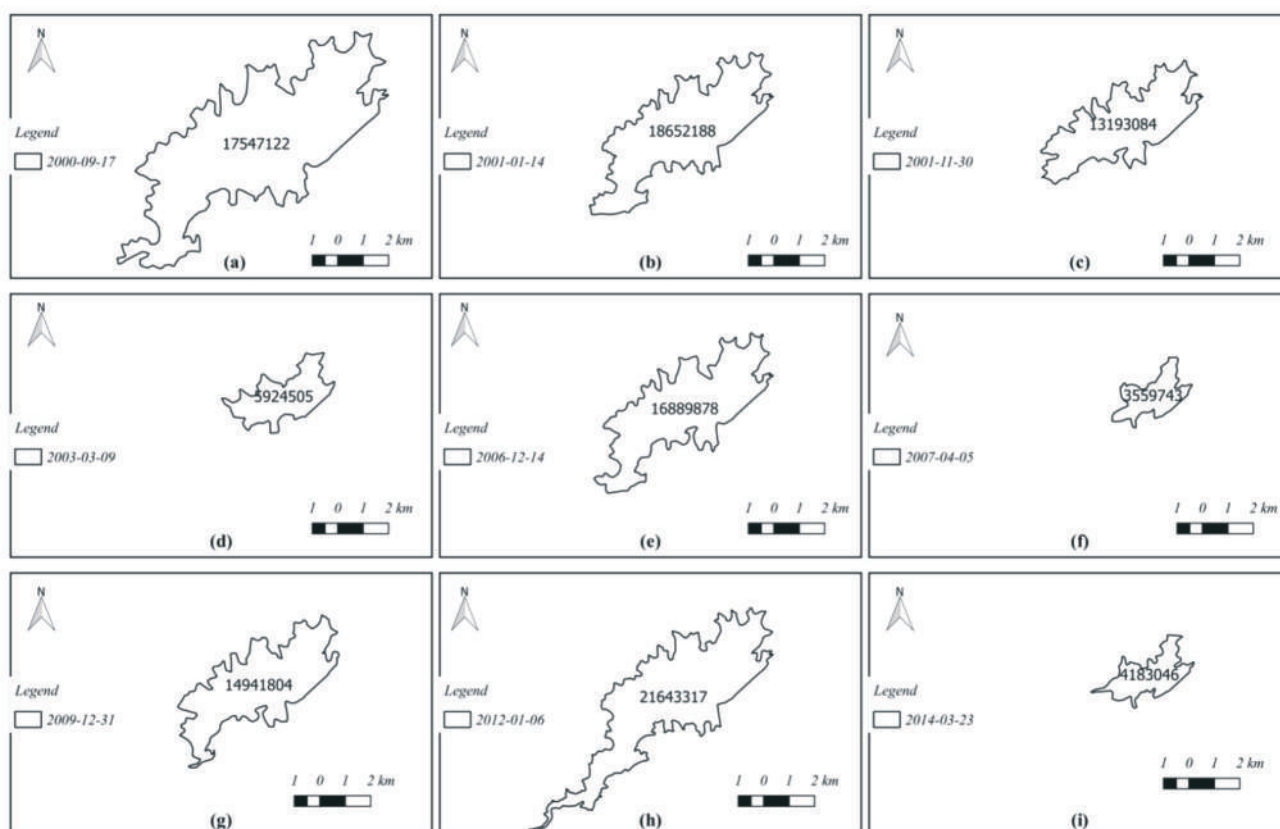 N
Legend
2000-09-17
17547122
1 0 1 2 km
(a)
N
Legend
2001-01-14
18652188
1 0 1 2 km
(b)
N
Legend
2001-11-30
13193084
1 0 1 2 km
(c)
N
Legend
2003-03-09
5924505
1 0 1 2 km
(d)
N
Legend
2006-12-14
16889878
1 0 1 2 km
(e)
N
Legend
2007-04-05
3559743
1 0 1 2 km
(f)
N
Legend
2009-12-31
14941804
1 0 1 2 km
(g)
N
Legend
2012-01-06
21643317
1 0 1 2 km
(h)
N
Legend
2014-03-23
4183046
1 0 1 2 km
(i)